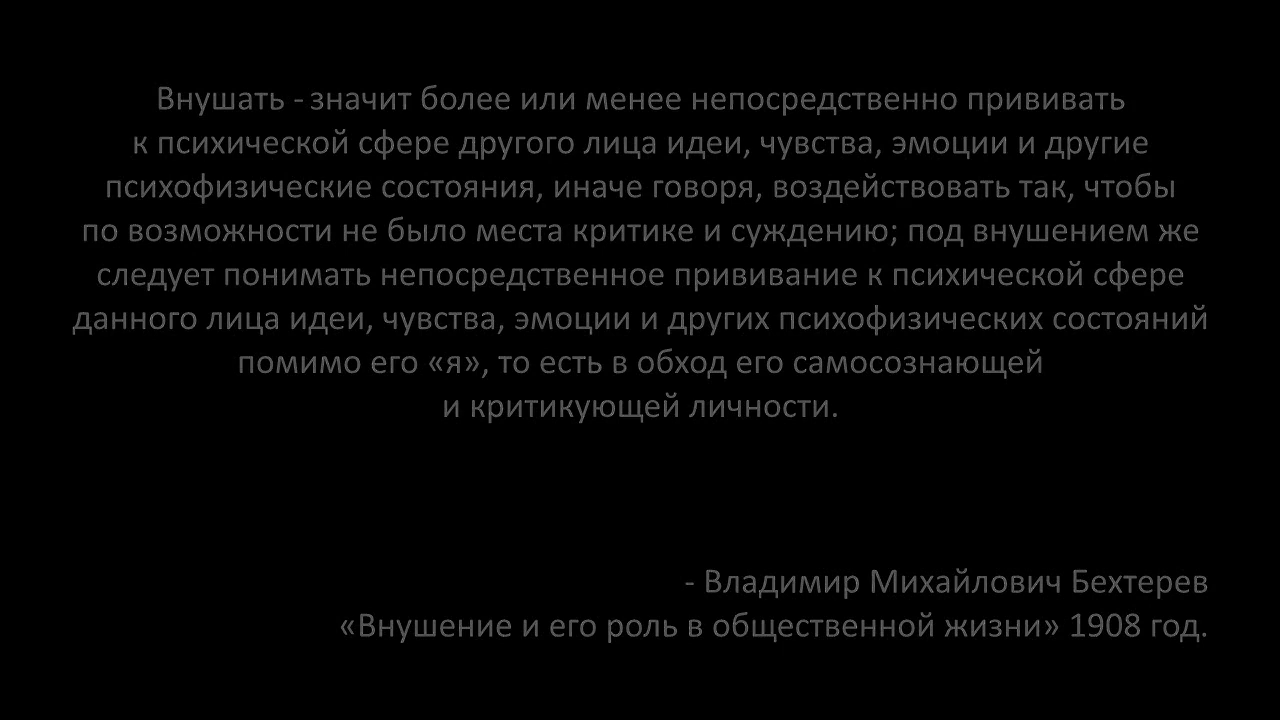 Внушать - значит более или менее непосредственно прививать
к психической сфере другого лица идеи, чувства, эмоции и другие
психофизические состояния, иначе говоря, воздействовать так, чтобы
по возможности не было места критике и суждению; под внушением же
следует понимать непосредственное прививание к психической сфере
данного лица идеи, чувства, эмоции и других психофизических состояний
помимо его «я», то есть в обход его самосознающей
и критикующей личности.
- Владимир Михайлович Бехтерев
«Внушение и его роль в общественной жизни» 1908 год.